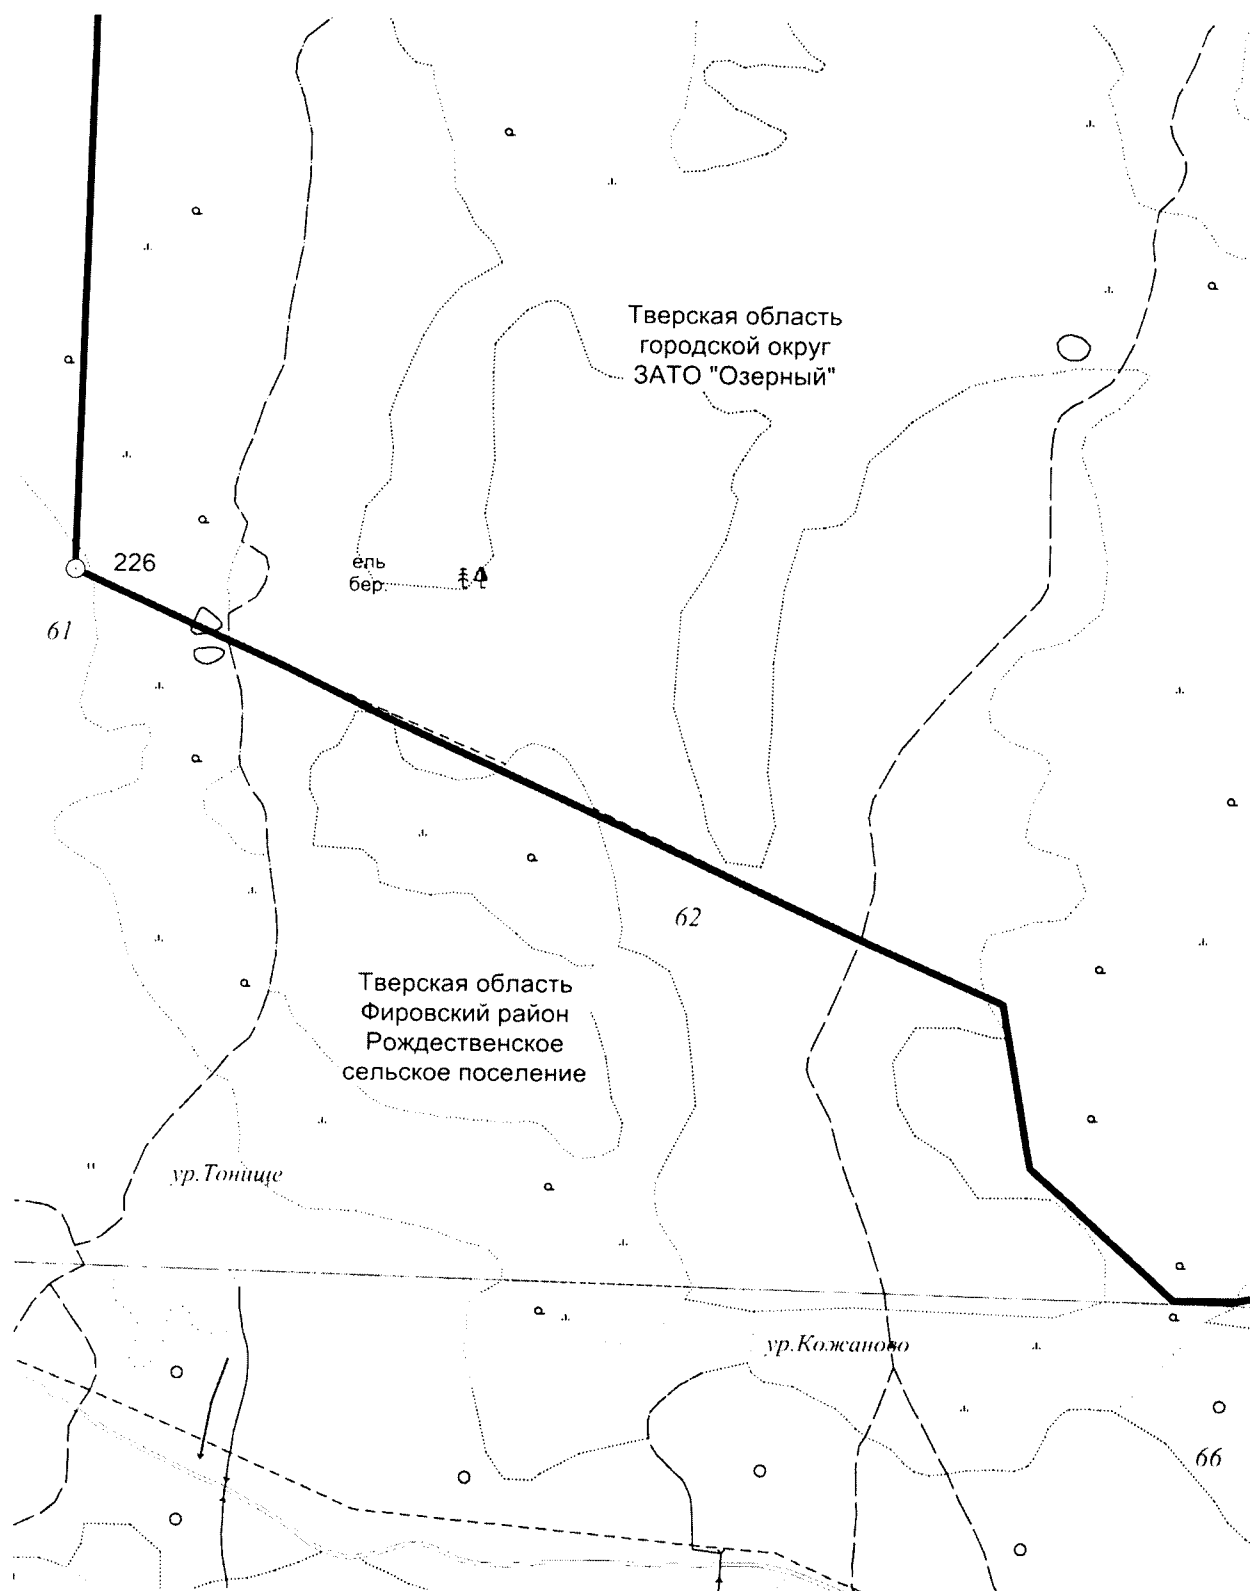 Тверская область
городской округ
ЗАТО "Озерный"
226
ель
бер.
61
62
Тверская область
Фировский район
Рождественское
сельское поселение
ур.Тонище
ур.Кожаново
66